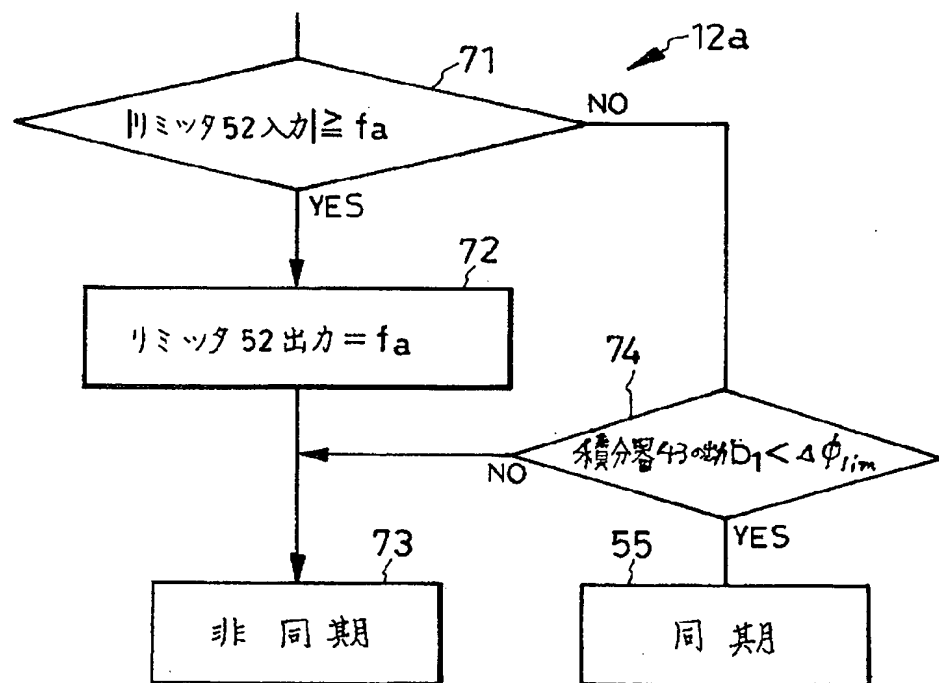 12a
71
|リミッタ52入力|≧fa
NO
YES
72
リミッタ52出力=fa
74
積分器43の出力D1<Δφlim
NO
YES
73
55
非同期
同期